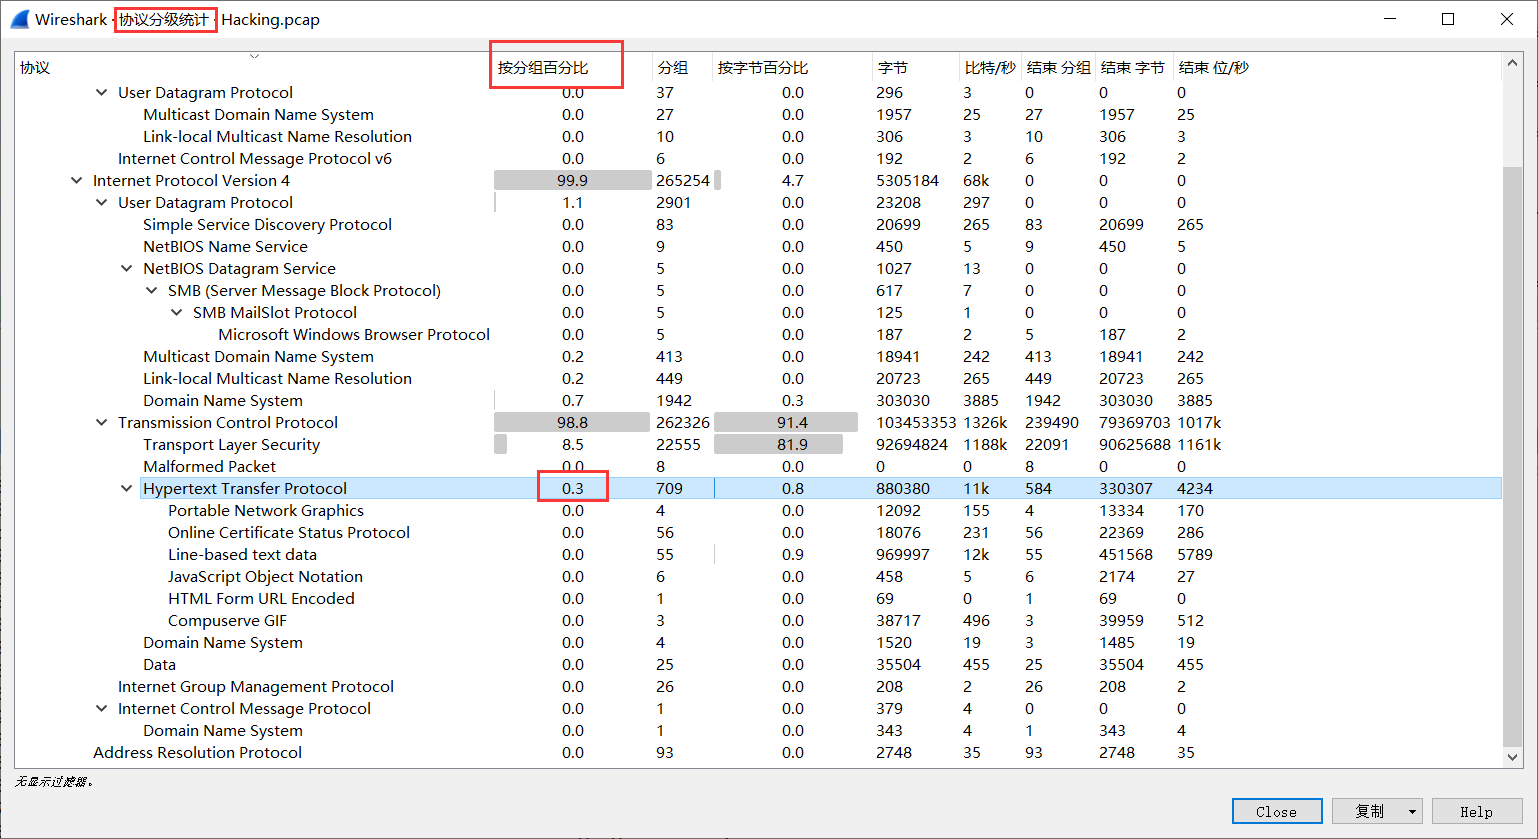 Wireshark · 协议分级统计 · Hacking.pcap
协议 按分组百分比 分组 按字节百分比 字节 比特/秒 结束 分组 结束 字节 结束 位/秒
User Datagram Protocol 0.0 37 0.0 296 3 0 0 0
Multicast Domain Name System 0.0 27 0.0 1957 25 27 1957 25
Link-local Multicast Name Resolution 0.0 10 0.0 306 3 10 306 3
Internet Control Message Protocol v6 0.0 6 0.0 192 2 6 192 2
Internet Protocol Version 4 99.9 265254 4.7 5305184 68k 0 0 0
User Datagram Protocol 1.1 2901 0.0 23208 297 0 0 0
Simple Service Discovery Protocol 0.0 83 0.0 20699 265 83 20699 265
NetBIOS Name Service 0.0 9 0.0 450 5 9 450 5
NetBIOS Datagram Service 0.0 5 0.0 1027 13 0 0 0
SMB (Server Message Block Protocol) 0.0 5 0.0 617 7 0 0 0
SMB MailSlot Protocol 0.0 5 0.0 125 1 0 0 0
Microsoft Windows Browser Protocol 0.0 5 0.0 187 2 5 187 2
Multicast Domain Name System 0.2 413 0.0 18941 242 413 18941 242
Link-local Multicast Name Resolution 0.2 449 0.0 20723 265 449 20723 265
Domain Name System 0.7 1942 0.3 303030 3885 1942 303030 3885
Transmission Control Protocol 98.8 262326 91.4 103453353 1326k 239490 79369703 1017k
Transport Layer Security 8.5 22555 81.9 92694824 1188k 22091 90625688 1161k
Malformed Packet 0.0 8 0.0 0 0 8 0 0
Hypertext Transfer Protocol 0.3 709 0.8 880380 11k 584 330307 4234
Portable Network Graphics 0.0 4 0.0 12092 155 4 13334 170
Online Certificate Status Protocol 0.0 56 0.0 18076 231 56 22369 286
Line-based text data 0.0 55 0.9 969997 12k 55 451568 5789
JavaScript Object Notation 0.0 6 0.0 458 5 6 2174 27
HTML Form URL Encoded 0.0 1 0.0 69 0 1 69 0
Compuserve GIF 0.0 3 0.0 38717 496 3 39959 512
Domain Name System 0.0 4 0.0 1520 19 3 1485 19
Data 0.0 25 0.0 35504 455 25 35504 455
Internet Group Management Protocol 0.0 26 0.0 208 2 26 208 2
Internet Control Message Protocol 0.0 1 0.0 379 4 0 0 0
Domain Name System 0.0 1 0.0 343 4 1 343 4
Address Resolution Protocol 0.0 93 0.0 2748 35 93 2748 35
无显示过滤器。
Close 复制 Help